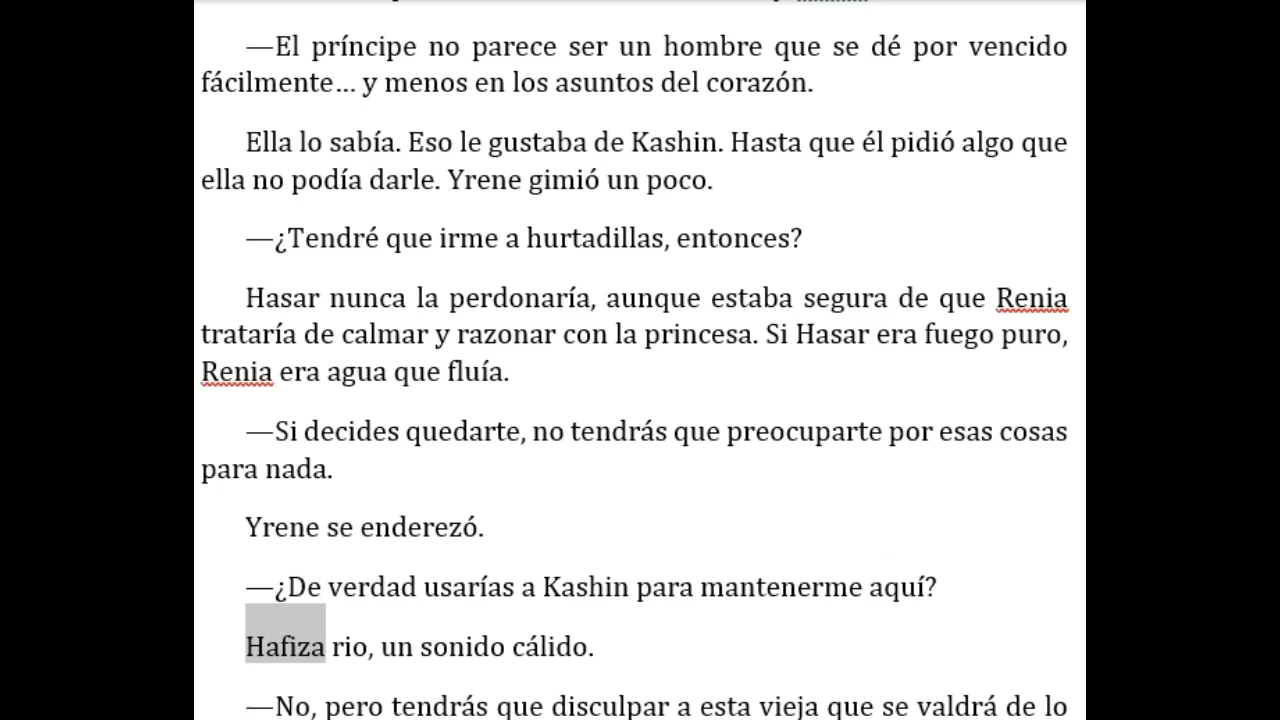 —El príncipe no parece ser un hombre que se dé por vencido
fácilmente... y menos en los asuntos del corazón.
Ella lo sabía. Eso le gustaba de Kashin. Hasta que él pidió algo que
ella no podía darle. Yrene gimió un poco.
—¿Tendré que irme a hurtadillas, entonces?
Hasar nunca la perdonaría, aunque estaba segura de que Renia
trataría de calmar y razonar con la princesa. Si Hasar era fuego puro,
Renia era agua que fluía.
—Si decides quedarte, no tendrás que preocuparte por esas cosas
para nada.
Yrene se enderezó.
—¿De verdad usarías a Kashin para mantenerme aquí?
Hafiza rio, un sonido cálido.
—No, pero tendrás que disculpar a esta vieja que se valdrá de lo